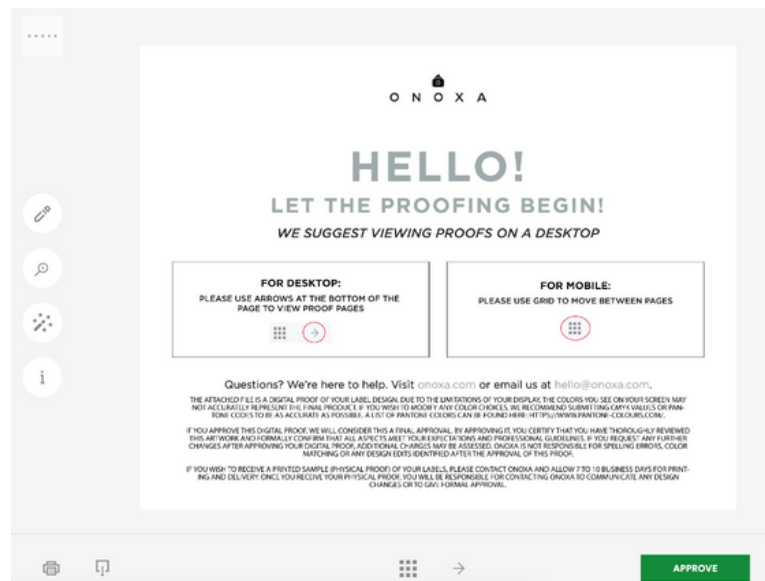 ONOXA
HELLO!
LET THE PROOFING BEGIN!
WE SUGGEST VIEWING PROOFS ON A DESKTOP
FOR DESKTOP:
PLEASE USE ARROWS AT THE BOTTOM OF THE
PAGE TO VIEW PROOF PAGES
FOR MOBILE:
PLEASE USE GRID TO MOVE BETWEEN PAGES
Questions? We're here to help. Visit onoxa.com or email us at hello@onoxa.com.
THE ATTACHED FILE IS A DIGITAL PROOF OF YOUR LABEL DESIGN. DUE TO THE LIMITATIONS OF YOUR DISPLAY, THE COLORS YOU SEE ON YOUR SCREEN MAY
NOT ACCURATELY REPRESENT THE FINAL PRODUCT. IF YOU WISH TO MODIFY ANY COLOR CHOICES, WE RECOMMEND SUBMITTING CMYK VALUES OR PAN-
TONE CODES TO BE AS ACCURATE AS POSSIBLE. A LIST OF PANTONE COLORS CAN BE FOUND HERE: HTTPS://WWW.PANTONE-COLOURS.COM/.
IF YOU APPROVE THIS DIGITAL PROOF, WE WILL CONSIDER THIS A FINAL APPROVAL. BY APPROVING IT, YOU CERTIFY THAT YOU HAVE THOROUGHLY REVIEWED
THIS ARTWORK AND FORMALLY CONFIRM THAT ALL ASPECTS MEET YOUR EXPECTATIONS AND PROFESSIONAL GUIDELINES. IF YOU REQUEST ANY FURTHER
CHANGES AFTER APPROVING YOUR DIGITAL PROOF, ADDITIONAL CHARGES MAY BE ASSESSED. ONOXA IS NOT RESPONSIBLE FOR SPELLING ERRORS, COLOR
MATCHING OR ANY DESIGN EDITS IDENTIFIED AFTER THE APPROVAL OF THIS PROOF.
IF YOU WISH TO RECEIVE A PRINTED SAMPLE (PHYSICAL PROOF) OF YOUR LABELS, PLEASE CONTACT ONOXA AND ALLOW 7 TO 10 BUSINESS DAYS FOR PRINT-
ING AND DELIVERY. ONCE YOU RECEIVE YOUR PHYSICAL PROOF, YOU WILL BE RESPONSIBLE FOR CONTACTING ONOXA TO COMMUNICATE ANY DESIGN
CHANGES OR TO GIVE FORMAL APPROVAL.
i
APPROVE